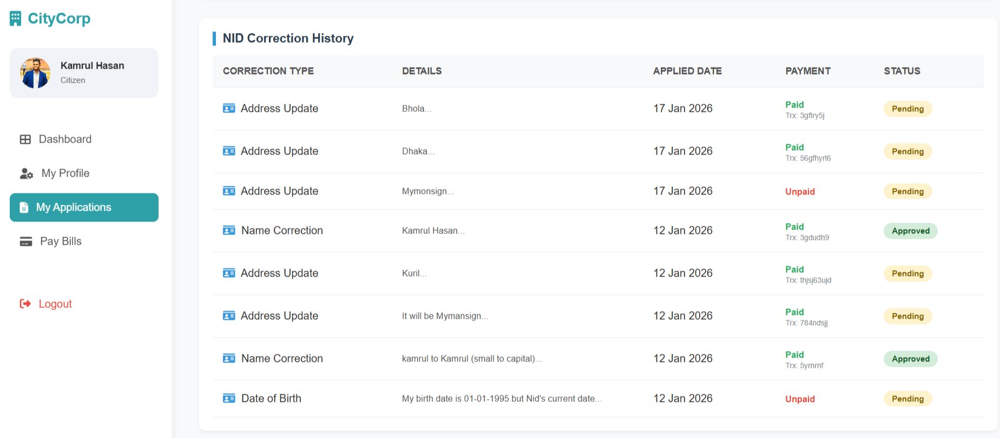 CityCorp
Kamrul Hasan
Citizen
Dashboard
My Profile
My Applications
Pay Bills
Logout
NID Correction History
CORRECTION TYPE DETAILS APPLIED DATE PAYMENT STATUS
Address Update Bhola... 17 Jan 2026 Paid Pending
Trx: 3gftry5j
Address Update Dhaka... 17 Jan 2026 Paid Pending
Trx: 56gfhyrt6
Address Update Mymonsign... 17 Jan 2026 Unpaid Pending
Name Correction Kamrul Hasan... 12 Jan 2026 Paid Approved
Trx: 3gdudh9
Address Update Kuril... 12 Jan 2026 Paid Pending
Trx: thjsj63ujd
Address Update It will be Mymansign... 12 Jan 2026 Paid Pending
Trx: 784ndsjj
Name Correction kamrul to Kamrul (small to capital)... 12 Jan 2026 Paid Approved
Trx: 5yrnrnf
Date of Birth My birth date is 01-01-1995 but Nid's current date... 12 Jan 2026 Unpaid Pending